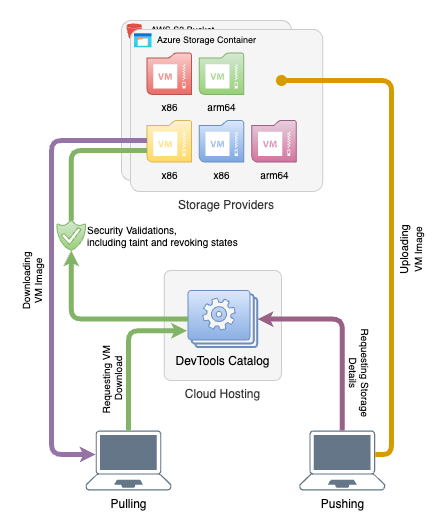 AWS S3 Bucket
Azure Storage Container
VM
VM
x86
arm64
VM
VM
VM
x86
x86
arm64
Storage Providers
Security Validations,
including taint and revoking states
Downloading
VM Image
Uploading
VM Image
DevTools Catalog
Cloud Hosting
Requesting VM
Download
Requesting Storage
Details
Pulling
Pushing